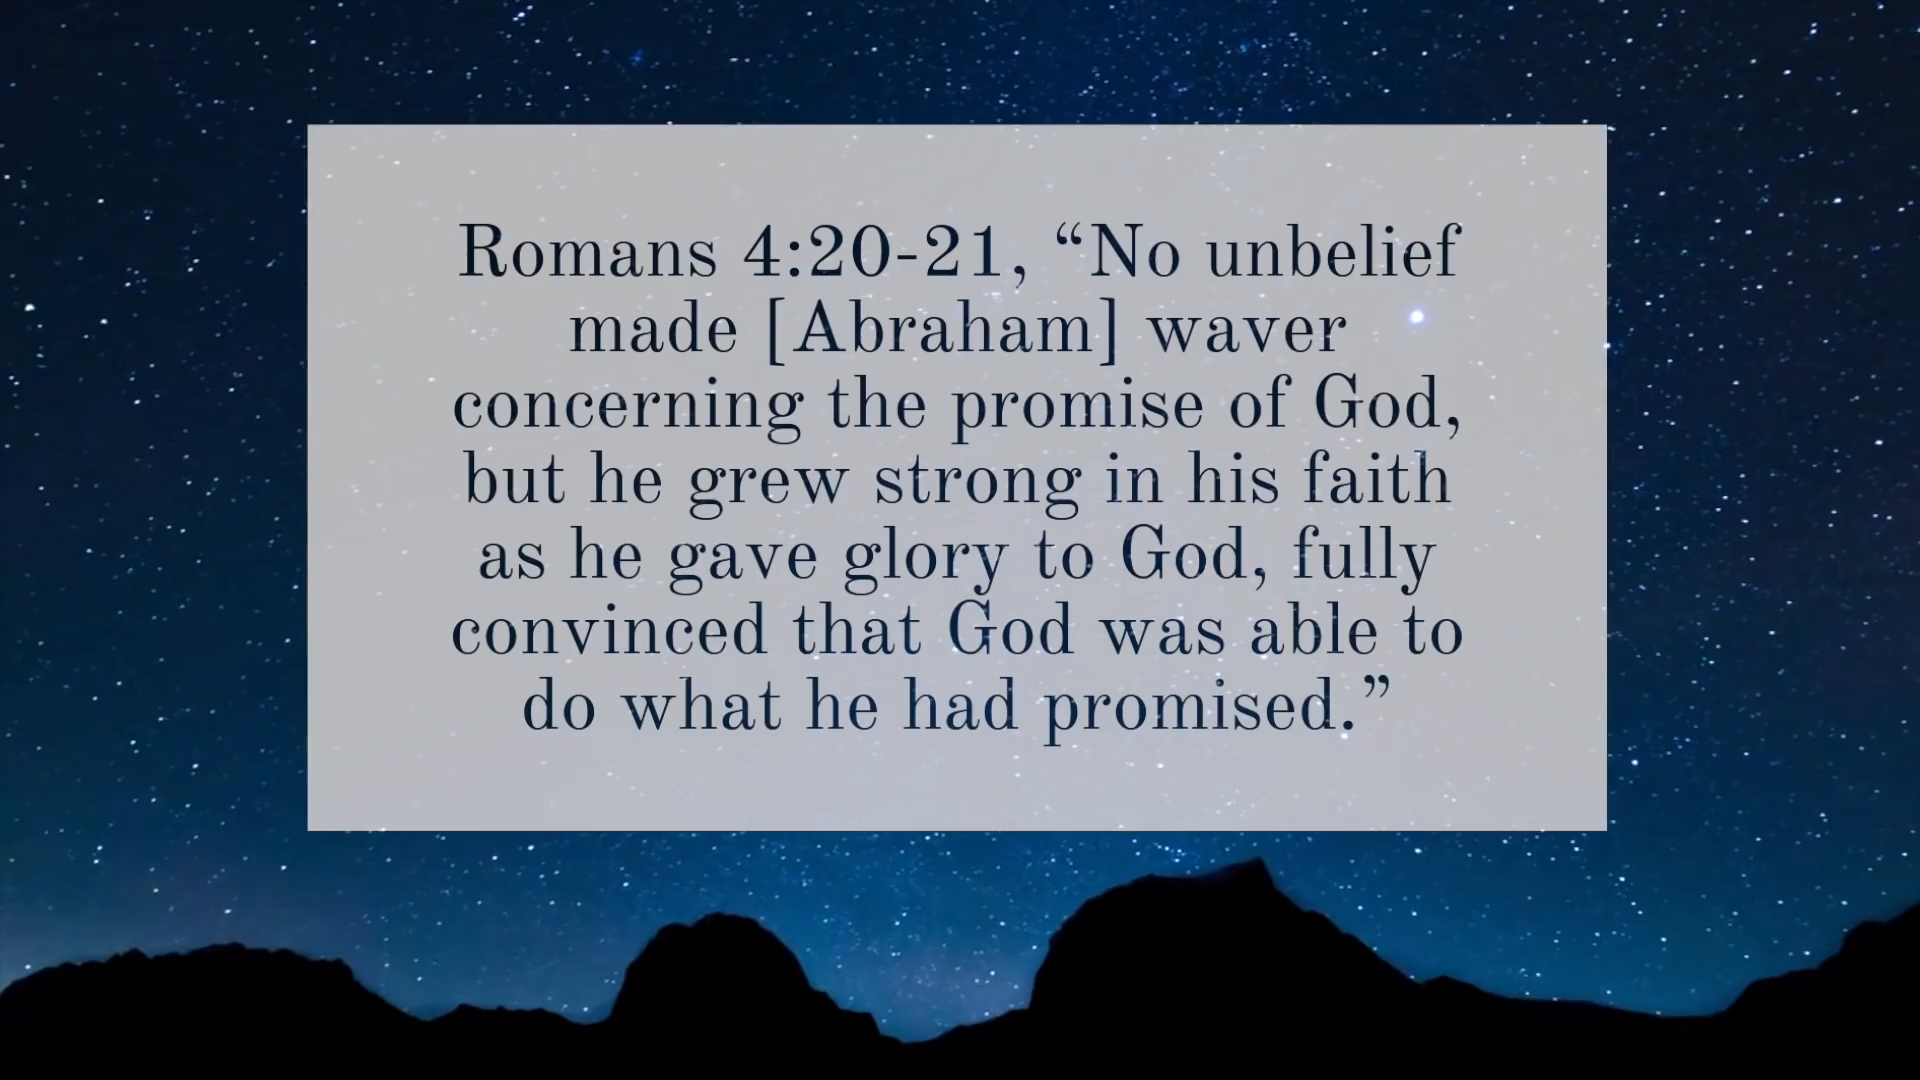 Romans 4:20-21, “No unbelief
made [Abraham] waver
concerning the promise of God,
but he grew strong in his faith
as he gave glory to God, fully
convinced that God was able to
do what he had promised.”